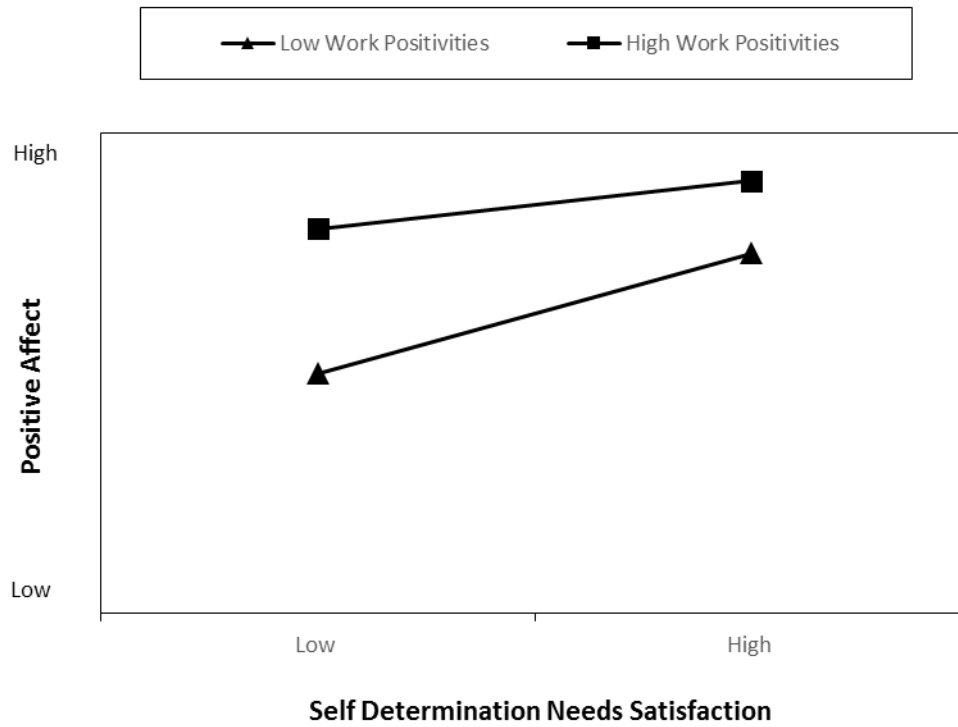 Low Work Positivities High Work Positivities
High
Positive Affect
Low
Low High
Self Determination Needs Satisfaction